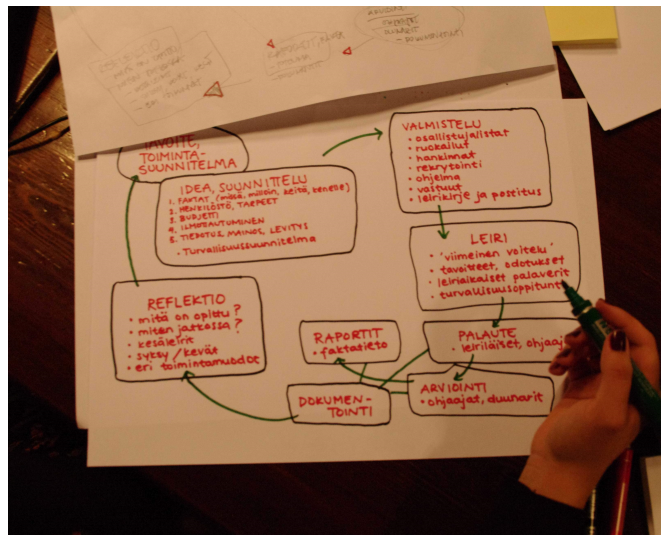 TAVOITE,
TOIMINTA-
SUUNNITELMA
IDEA, SUUNNITTELU
1. FAKTAT, (missä, milloin, keitä, kenelle)
2. HENKILÖSTÖ, TARPEET
3. BUDJETTI
4. ILMOITTAUTUMINEN
5. TIEDOTUS, MAINOS, LEVITYS
• Turvallisuussuunnitelma
VALMISTELU
• osallistujalistat
• ruokailut
• hankinnat
• rekrytointi
• ohjelma
• vastuut
• leirikirje ja postitus
LEIRI
• 'viimeinen voitelu'
• tavoitteet, odotukset
• leiriaikaiset palaverit
• turvallisuusoppitunti
PALAUTE
• leiriläiset, ohjaaj
ARVIOINTI
• ohjaajat, duunarit
RAPORTIT
• faktatieto
DOKUMEN-
TOINTI
REFLEKTIO
• mitä on opittu?
• miten jatkossa?
• kesäleirit
• syksy/kevät
• eri toimintamuodot